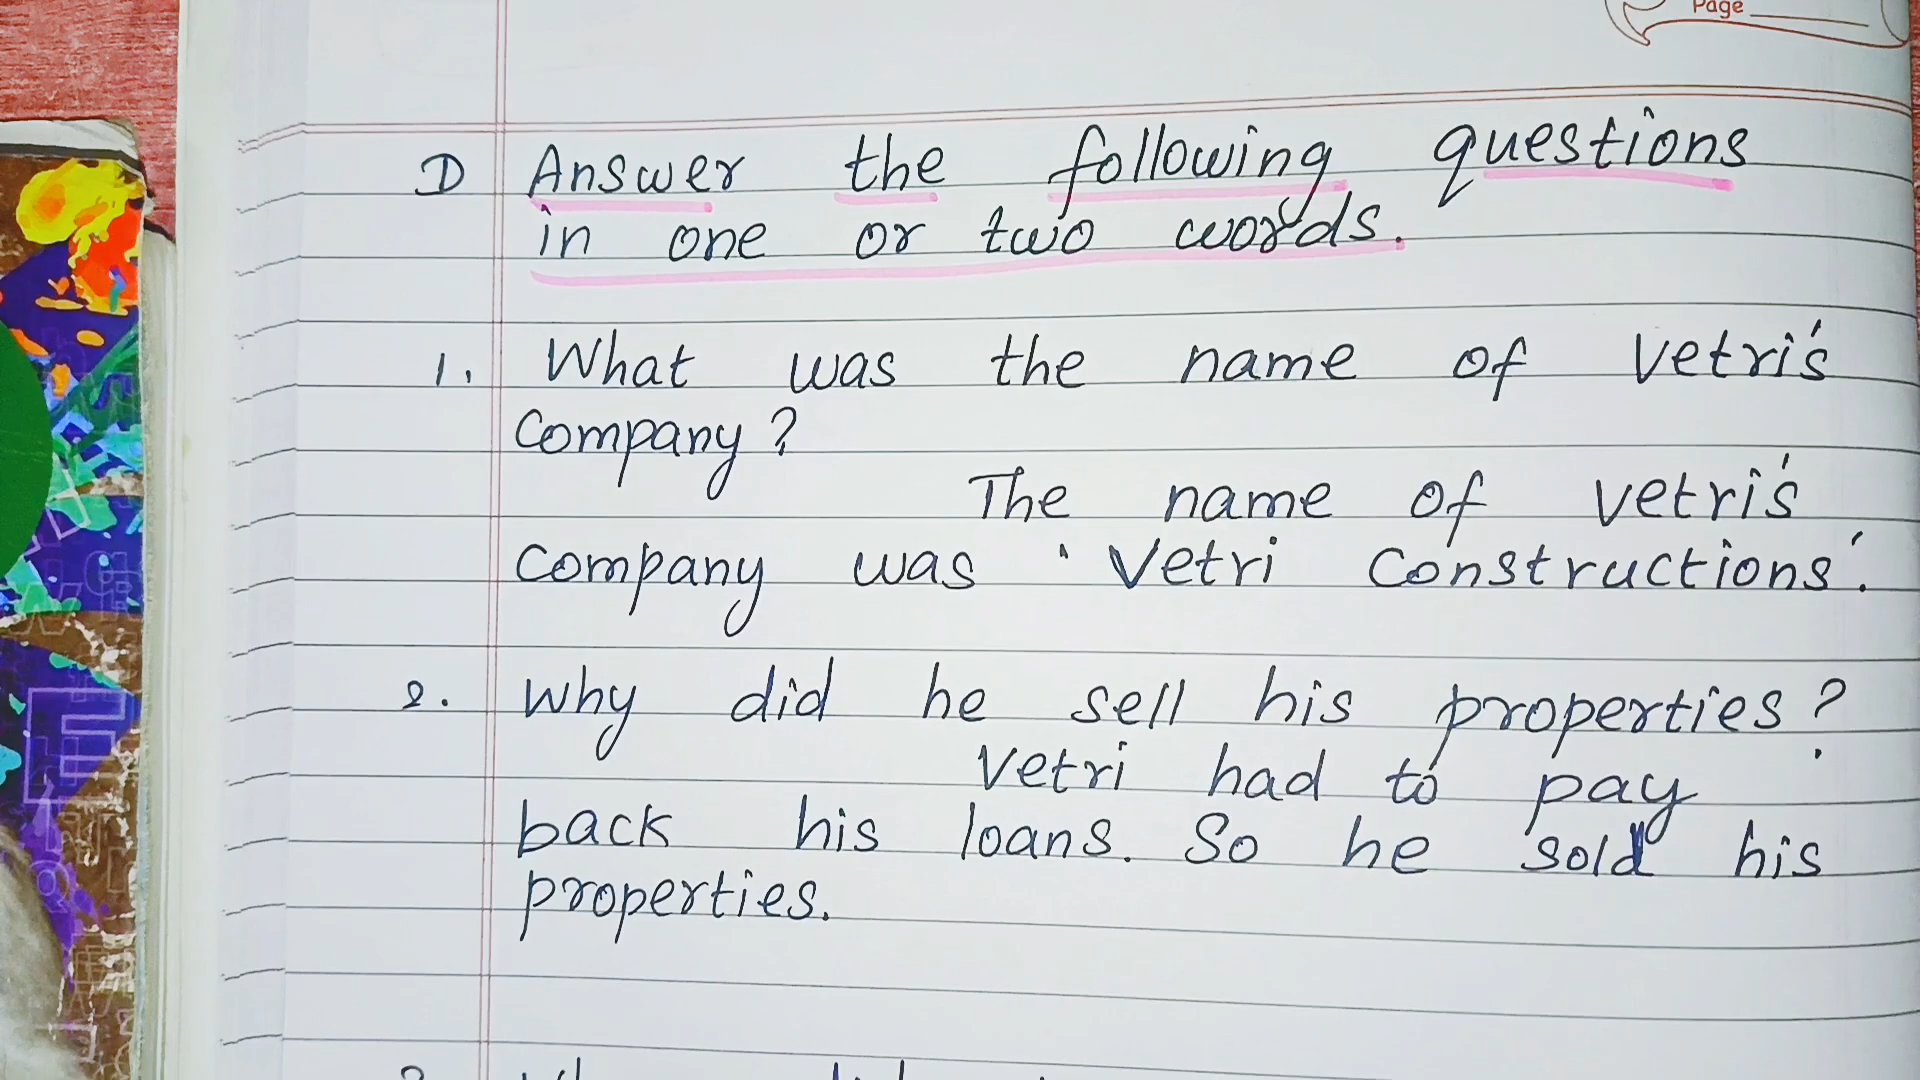 Page
D Answer the following questions
in one or two words.
1. What was the name of Vetri's
company?
The name of Vetri's
company was 'Vetri Constructions'.
2. Why did he sell his properties?
Vetri had to pay
back his loans. So he sold his
properties.